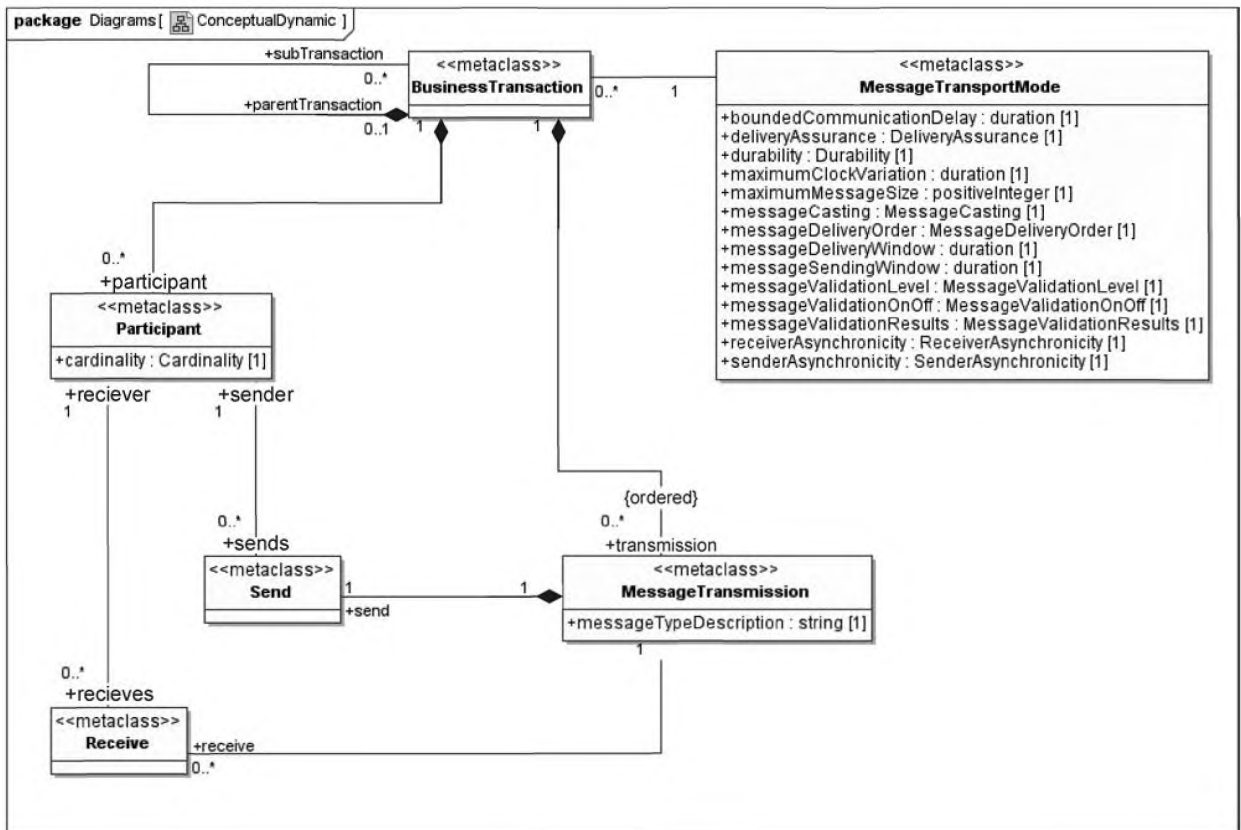 package Diagrams[ ConceptualDynamic ]
+subTransaction
0..*
+parentTransaction
0..1
<<metaclass>>
BusinessTransaction
1
1
0..*
1
<<metaclass>>
MessageTransportMode
+boundedCommunicationDelay : duration [1]
+deliveryAssurance : DeliveryAssurance [1]
+durability : Durability [1]
+maximumClockVariation : duration [1]
+maximumMessageSize : positiveInteger [1]
+messageCasting : MessageCasting [1]
+messageDeliveryOrder : MessageDeliveryOrder [1]
+messageDeliveryWindow : duration [1]
+messageSendingWindow : duration [1]
+messageValidationLevel : MessageValidationLevel [1]
+messageValidationOnOff : MessageValidationOnOff [1]
+messageValidationResults : MessageValidationResults [1]
+receiverAsynchronicity : ReceiverAsynchronicity [1]
+senderAsynchronicity : SenderAsynchronicity [1]
0..*
+participant
<<metaclass>>
Participant
+cardinality : Cardinality [1]
+reciever
1
+sender
1
{ordered}
0..*
+transmission
0..*
+sends
<<metaclass>>
Send
1
+send
1
<<metaclass>>
MessageTransmission
+messageTypeDescription : string [1]
1
0..*
+recieves
<<metaclass>>
Receive
+receive
0..*